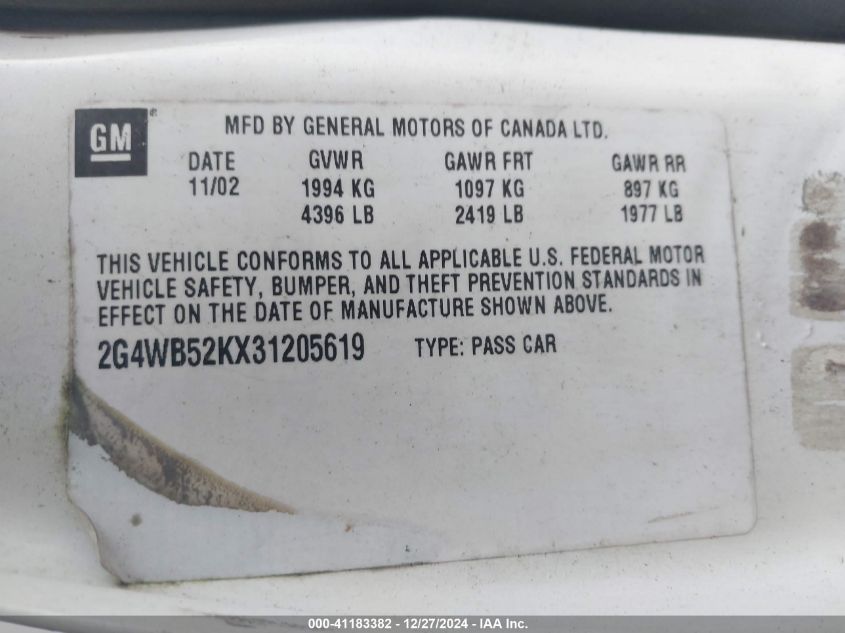 GM®
MFD BY GENERAL MOTORS OF CANADA LTD.
DATE GVWR GAWR FRT GAWR RR
11/02 1994 KG 1097 KG 897 KG
4396 LB 2419 LB 1977 LB
THIS VEHICLE CONFORMS TO ALL APPLICABLE U.S. FEDERAL MOTOR
VEHICLE SAFETY, BUMPER, AND THEFT PREVENTION STANDARDS IN
EFFECT ON THE DATE OF MANUFACTURE SHOWN ABOVE.
2G4WB52KX31205619 TYPE: PASS CAR
000-41183382 / 12/27/2024 - IAA Inc.